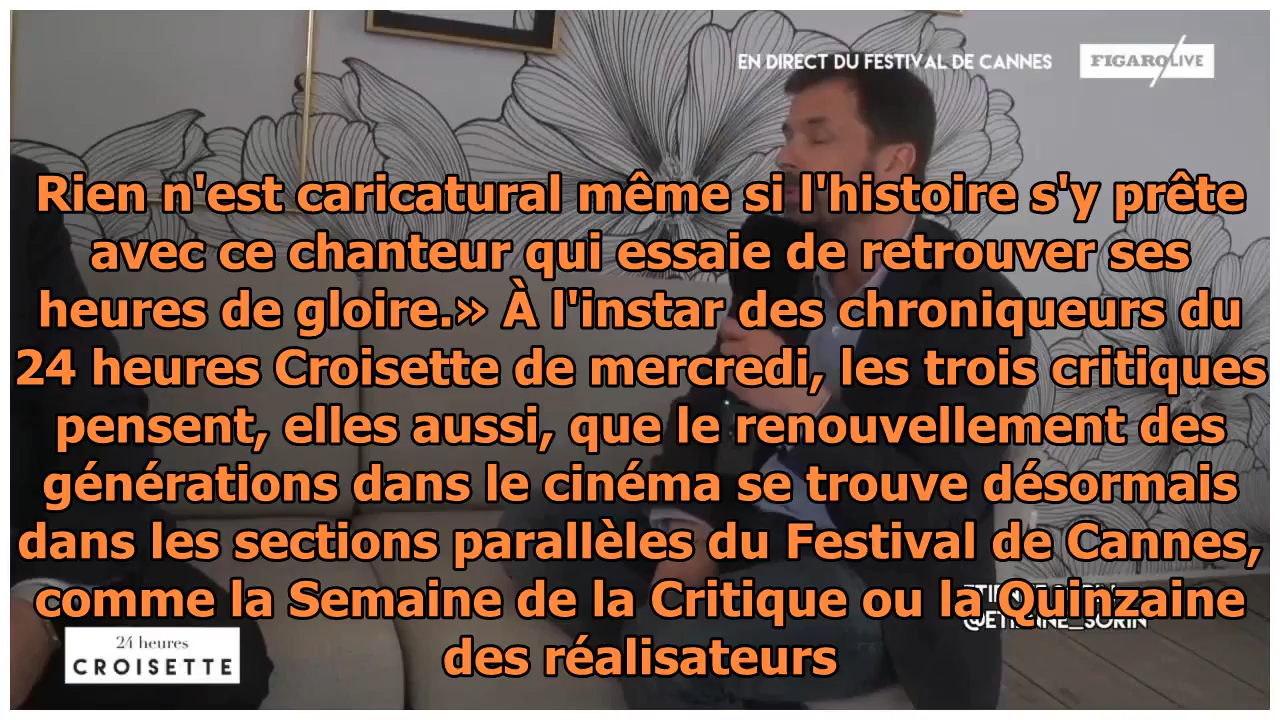 EN DIRECT DU FESTIVAL DE CANNES
FIGARO LIVE
Rien n'est caricatural même si l'histoire s'y prête
avec ce chanteur qui essaie de retrouver ses
heures de gloire.» À l'instar des chroniqueurs du
24 heures Croisette de mercredi, les trois critiques
pensent, elles aussi, que le renouvellement des
générations dans le cinéma se trouve désormais
dans les sections parallèles du Festival de Cannes,
comme la Semaine de la Critique ou la Quinzaine
des réalisateurs
@ETIENNE_SORIN
24 heures
CROISETTE